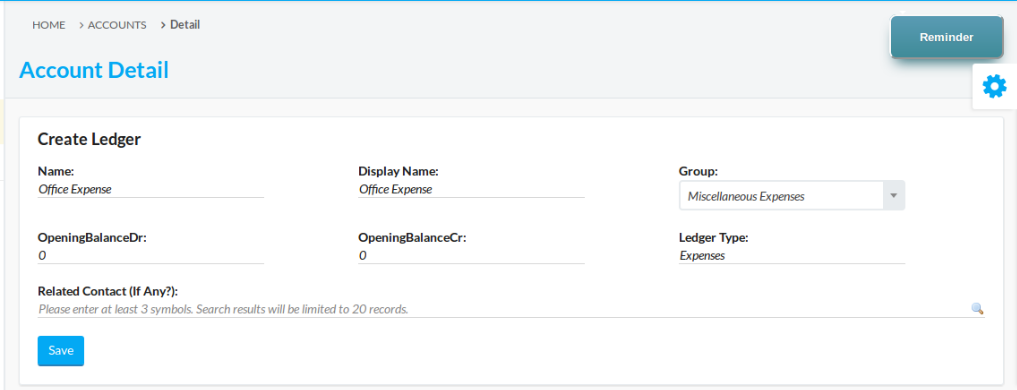 HOME > ACCOUNTS > Detail
Reminder
Account Detail
Create Ledger
Name: Display Name: Group:
Office Expense Office Expense Miscellaneous Expenses
OpeningBalanceDr: OpeningBalanceCr: Ledger Type:
0 0 Expenses
Related Contact (If Any?):
Please enter at least 3 symbols. Search results will be limited to 20 records.
Save